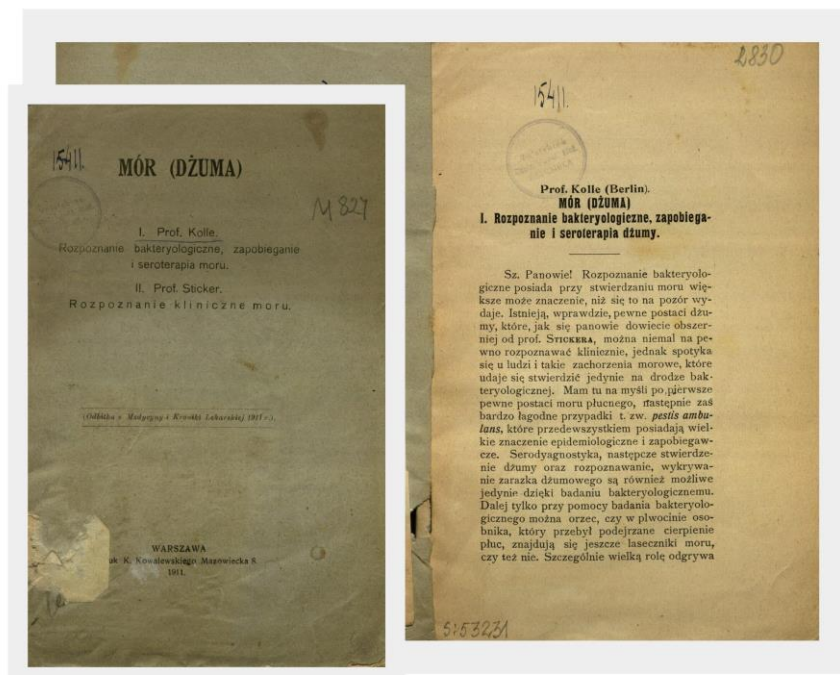 15411.
MÓR (DŻUMA)
M 827
I. Prof. Kolle.
Rozpoznanie bakteryologiczne, zapobieganie
i seroterapia moru.
II. Prof. Sticker.
Rozpoznanie kliniczne moru.
(Odbitka z Medycyny i Kroniki Lekarskiej 1911 r.).
WARSZAWA
K. Kowalewskiego Mazowiecka 8.
1911.
2830
15411.
Prof. Kolle (Berlin).
MÓR (DŻUMA)
I. Rozpoznanie bakteryologiczne, zapobiega-
nie i seroterapia dżumy.
Sz. Panowie! Rozpoznanie bakteryolo-
giczne posiada przy stwierdzaniu moru wię-
ksze może znaczenie, niż się to na pozór wy-
daje. Istnieją, wprawdzie, pewne postaci dżu-
my, które, jak się panowie dowiecie obszer-
niej od prof. STICKERA, można niemal na pe-
wno rozpoznawać klinicznie, jednak spotyka
się u ludzi i takie zachorzenia morowe, które
udaje się stwierdzić jedynie na drodze bak-
teryologicznej. Mam tu na myśli po pierwsze
pewne postaci moru płucnego, następnie zaś
bardzo łagodne przypadki t. zw. pestis ambu-
lans, które przedewszystkiem posiadają wiel-
kie znaczenie epidemiologiczne i zapobiegaw-
cze. Serodyagnostyka, następcze stwierdze-
nie dżumy oraz rozpoznawanie, wykrywa-
nie zarazka dżumowego są również możliwe
jedynie dzięki badaniu bakteryologicznemu.
Dalej tylko przy pomocy badania bakteryolo-
gicznego można orzec, czy w plwocinie oso-
bnika, który przebył podejrzane cierpienie
płuc, znajdują się jeszcze laseczniki moru,
czy też nie. Szczególnie wielką rolę odgrywa
S:53231